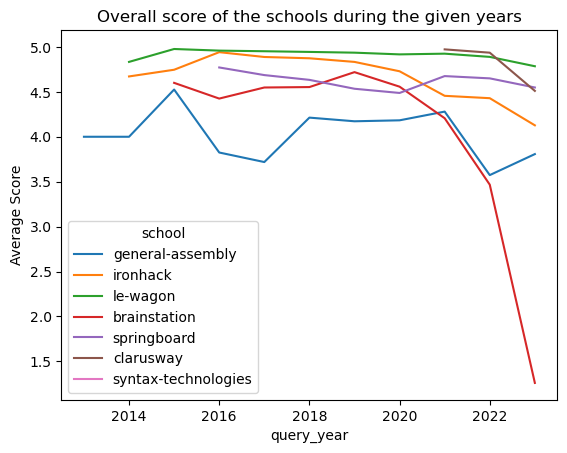 Overall score of the schools during the given years
Average Score
5.0
4.5
4.0
3.5
3.0
2.5
2.0
1.5
school
general-assembly
ironhack
le-wagon
brainstation
springboard
clarusway
syntax-technologies
2014 2016 2018 2020 2022
query_year